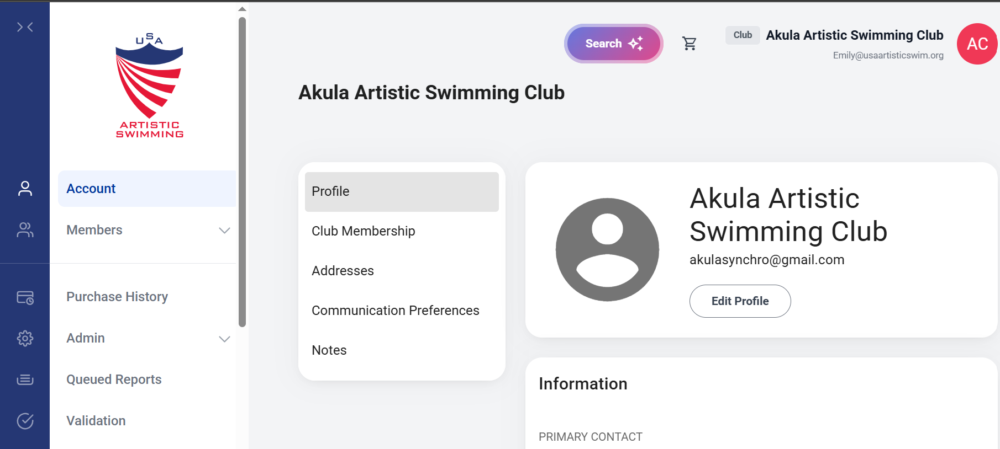 USA
ARTISTIC
SWIMMING
Account
Members
Purchase History
Admin
Queued Reports
Validation
Search
Club
Akula Artistic Swimming Club
Emily@usaartisticswim.org
AC
Akula Artistic Swimming Club
Profile
Club Membership
Addresses
Communication Preferences
Notes
Akula Artistic
Swimming Club
akulasynchro@gmail.com
Edit Profile
Information
PRIMARY CONTACT